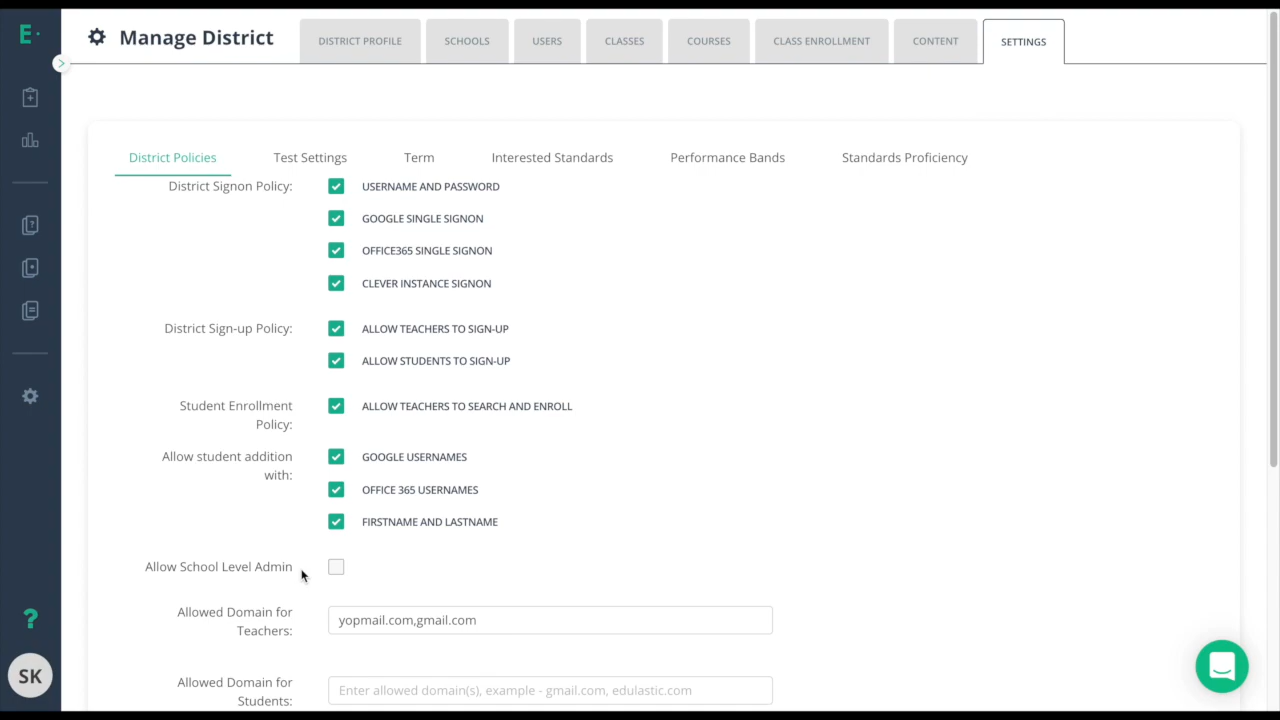 E
Manage District
DISTRICT PROFILE
SCHOOLS
USERS
CLASSES
COURSES
CLASS ENROLLMENT
CONTENT
SETTINGS
District Policies
Test Settings
Term
Interested Standards
Performance Bands
Standards Proficiency
District Signon Policy:
USERNAME AND PASSWORD
GOOGLE SINGLE SIGNON
OFFICE365 SINGLE SIGNON
CLEVER INSTANCE SIGNON
District Sign-up Policy:
ALLOW TEACHERS TO SIGN-UP
ALLOW STUDENTS TO SIGN-UP
Student Enrollment
Policy:
ALLOW TEACHERS TO SEARCH AND ENROLL
Allow student addition
with:
GOOGLE USERNAMES
OFFICE 365 USERNAMES
FIRSTNAME AND LASTNAME
Allow School Level Admin
Allowed Domain for
Teachers:
yopmail.com,gmail.com
Allowed Domain for
Students:
Enter allowed domain(s), example - gmail.com, edulastic.com
?
SK